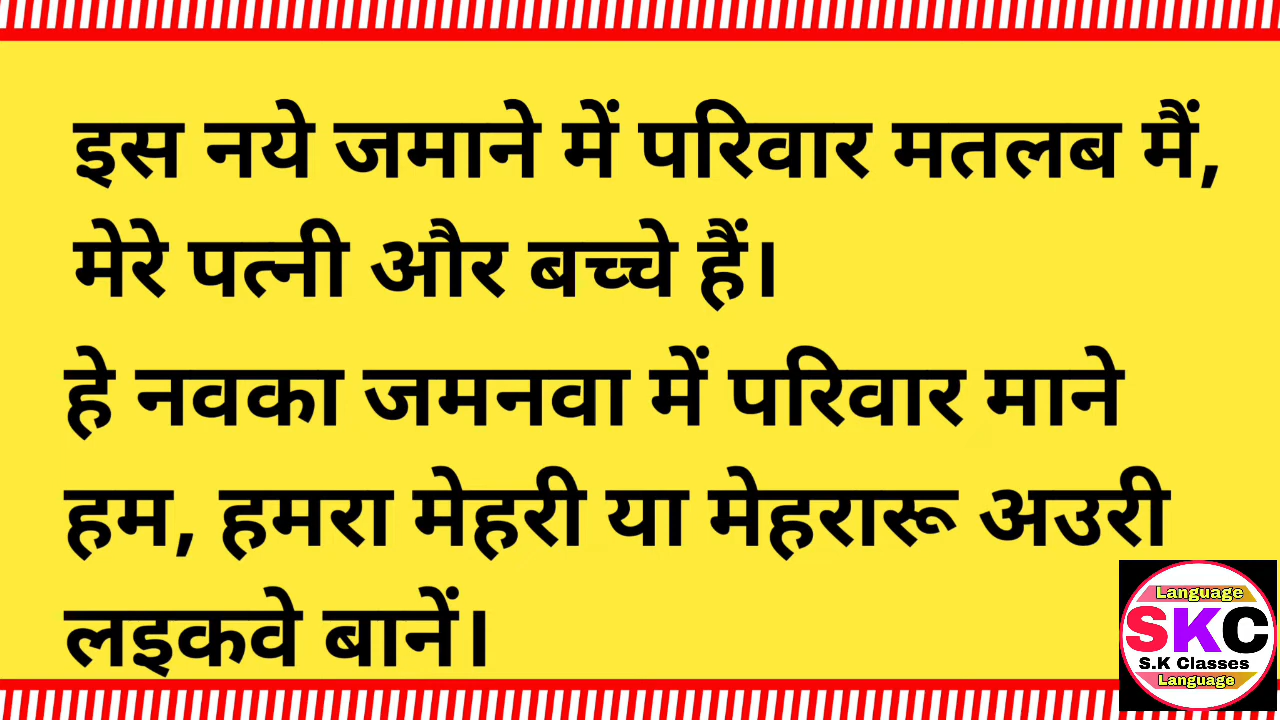 इस नये जमाने में परिवार मतलब मैं,
मेरे पत्नी और बच्चे हैं।
हे नवका जमनवा में परिवार माने
हम, हमरा मेहरी या मेहरारू अउरी
लइकवे बानें।
Language
SKC
S.K Classes
Language